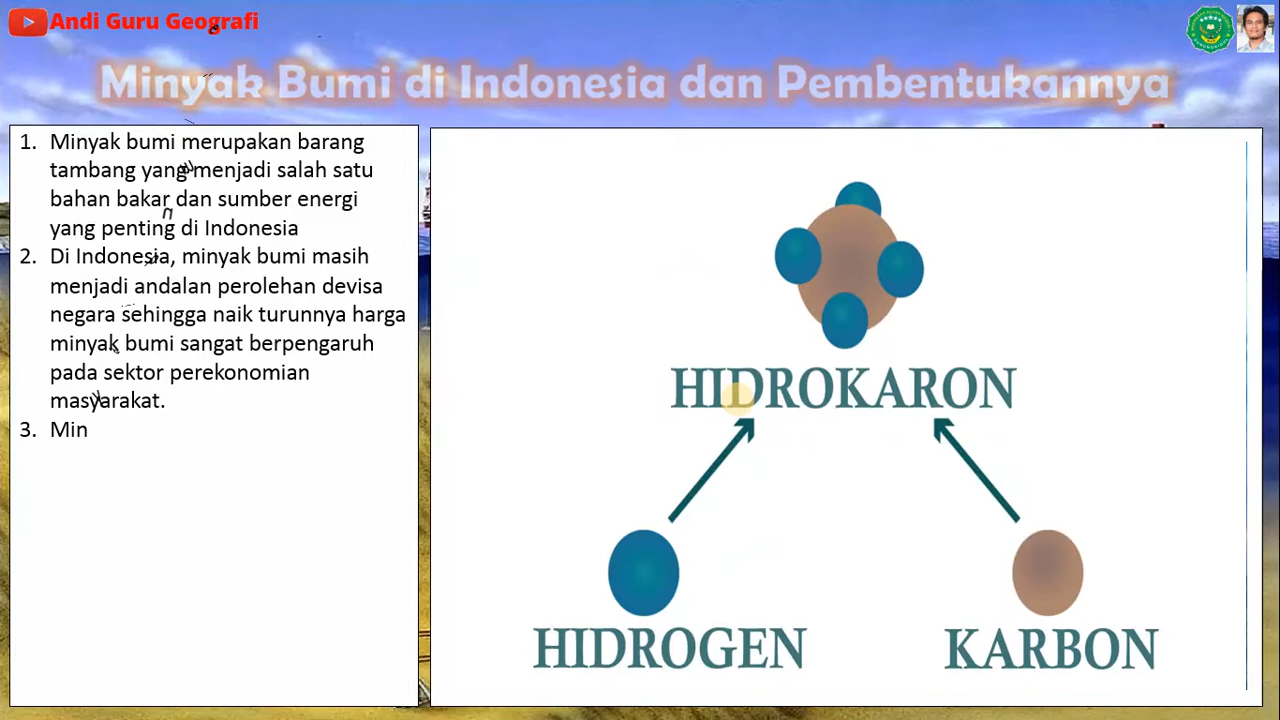 Andi Guru Geografi
Minyak Bumi di Indonesia dan Pembentukannya
1. Minyak bumi merupakan barang
tambang yang menjadi salah satu
bahan bakar dan sumber energi
yang penting di Indonesia
2. Di Indonesia, minyak bumi masih
menjadi andalan perolehan devisa
negara sehingga naik turunnya harga
minyak bumi sangat berpengaruh
pada sektor perekonomian
masyarakat.
3. Min
HIDROKARON
HIDROGEN
KARBON